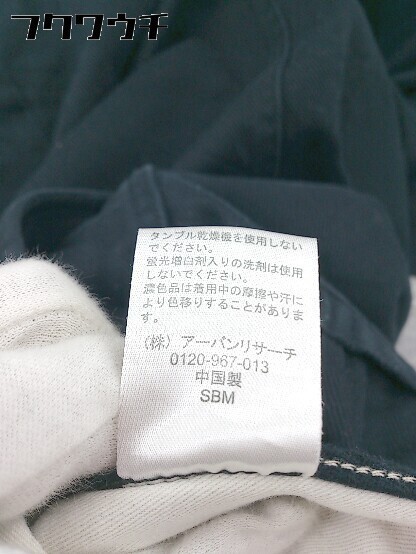 フクワウチ
タンブル乾燥機を使用しない
でください。
蛍光増白剤入りの洗剤は使用
しないでください。
濃色品は着用中の摩擦や汗に
より色移りすることがありま
す。
(株) アーバンリサーチ
0120-967-013
中国製
SBM